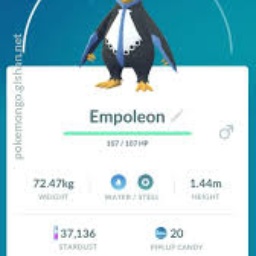 pokemongo.gishan.net
Empoleon
107 / 107 HP
72.47kg
1.44m
WEIGHT
WATER / STEEL
HEIGHT
37,136
20
STARDUST
PIPLUP CANDY